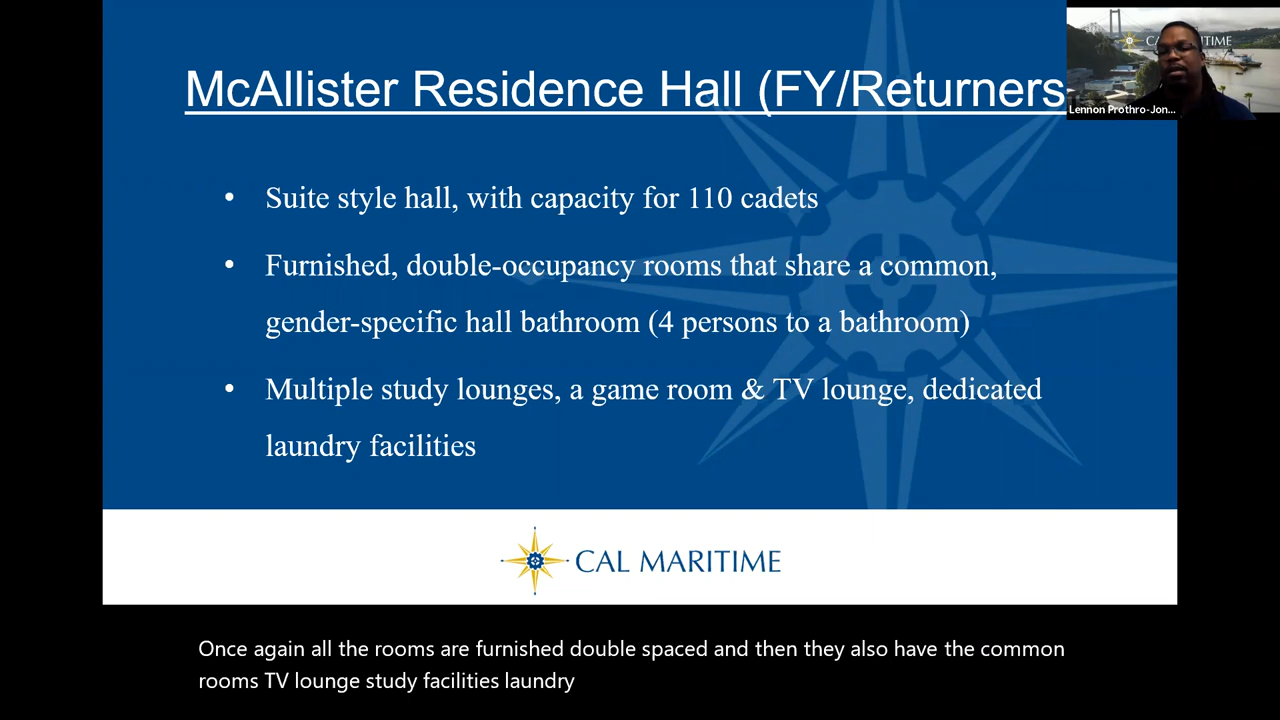 McAllister Residence Hall (FY/Returners
CAL MARITIME
Lennon Prothro-Jon...
• Suite style hall, with capacity for 110 cadets
• Furnished, double-occupancy rooms that share a common,
gender-specific hall bathroom (4 persons to a bathroom)
• Multiple study lounges, a game room & TV lounge, dedicated
laundry facilities
CAL MARITIME
Once again all the rooms are furnished double spaced and then they also have the common
rooms TV lounge study facilities laundry